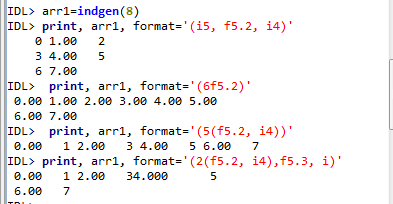 IDL> arr1=indgen(8)
IDL> print, arr1, format='(i5, f5.2, i4)'
    0 1.00   2
    3 4.00   5
    6 7.00
IDL>  print, arr1, format='(6f5.2)'
 0.00 1.00 2.00 3.00 4.00 5.00
 6.00 7.00
IDL>  print, arr1, format='(5(f5.2, i4))'
 0.00   1 2.00   3 4.00   5 6.00   7
IDL> print, arr1, format='(2(f5.2, i4),f5.3, i)'
 0.00   1 2.00   34.000      5
 6.00   7